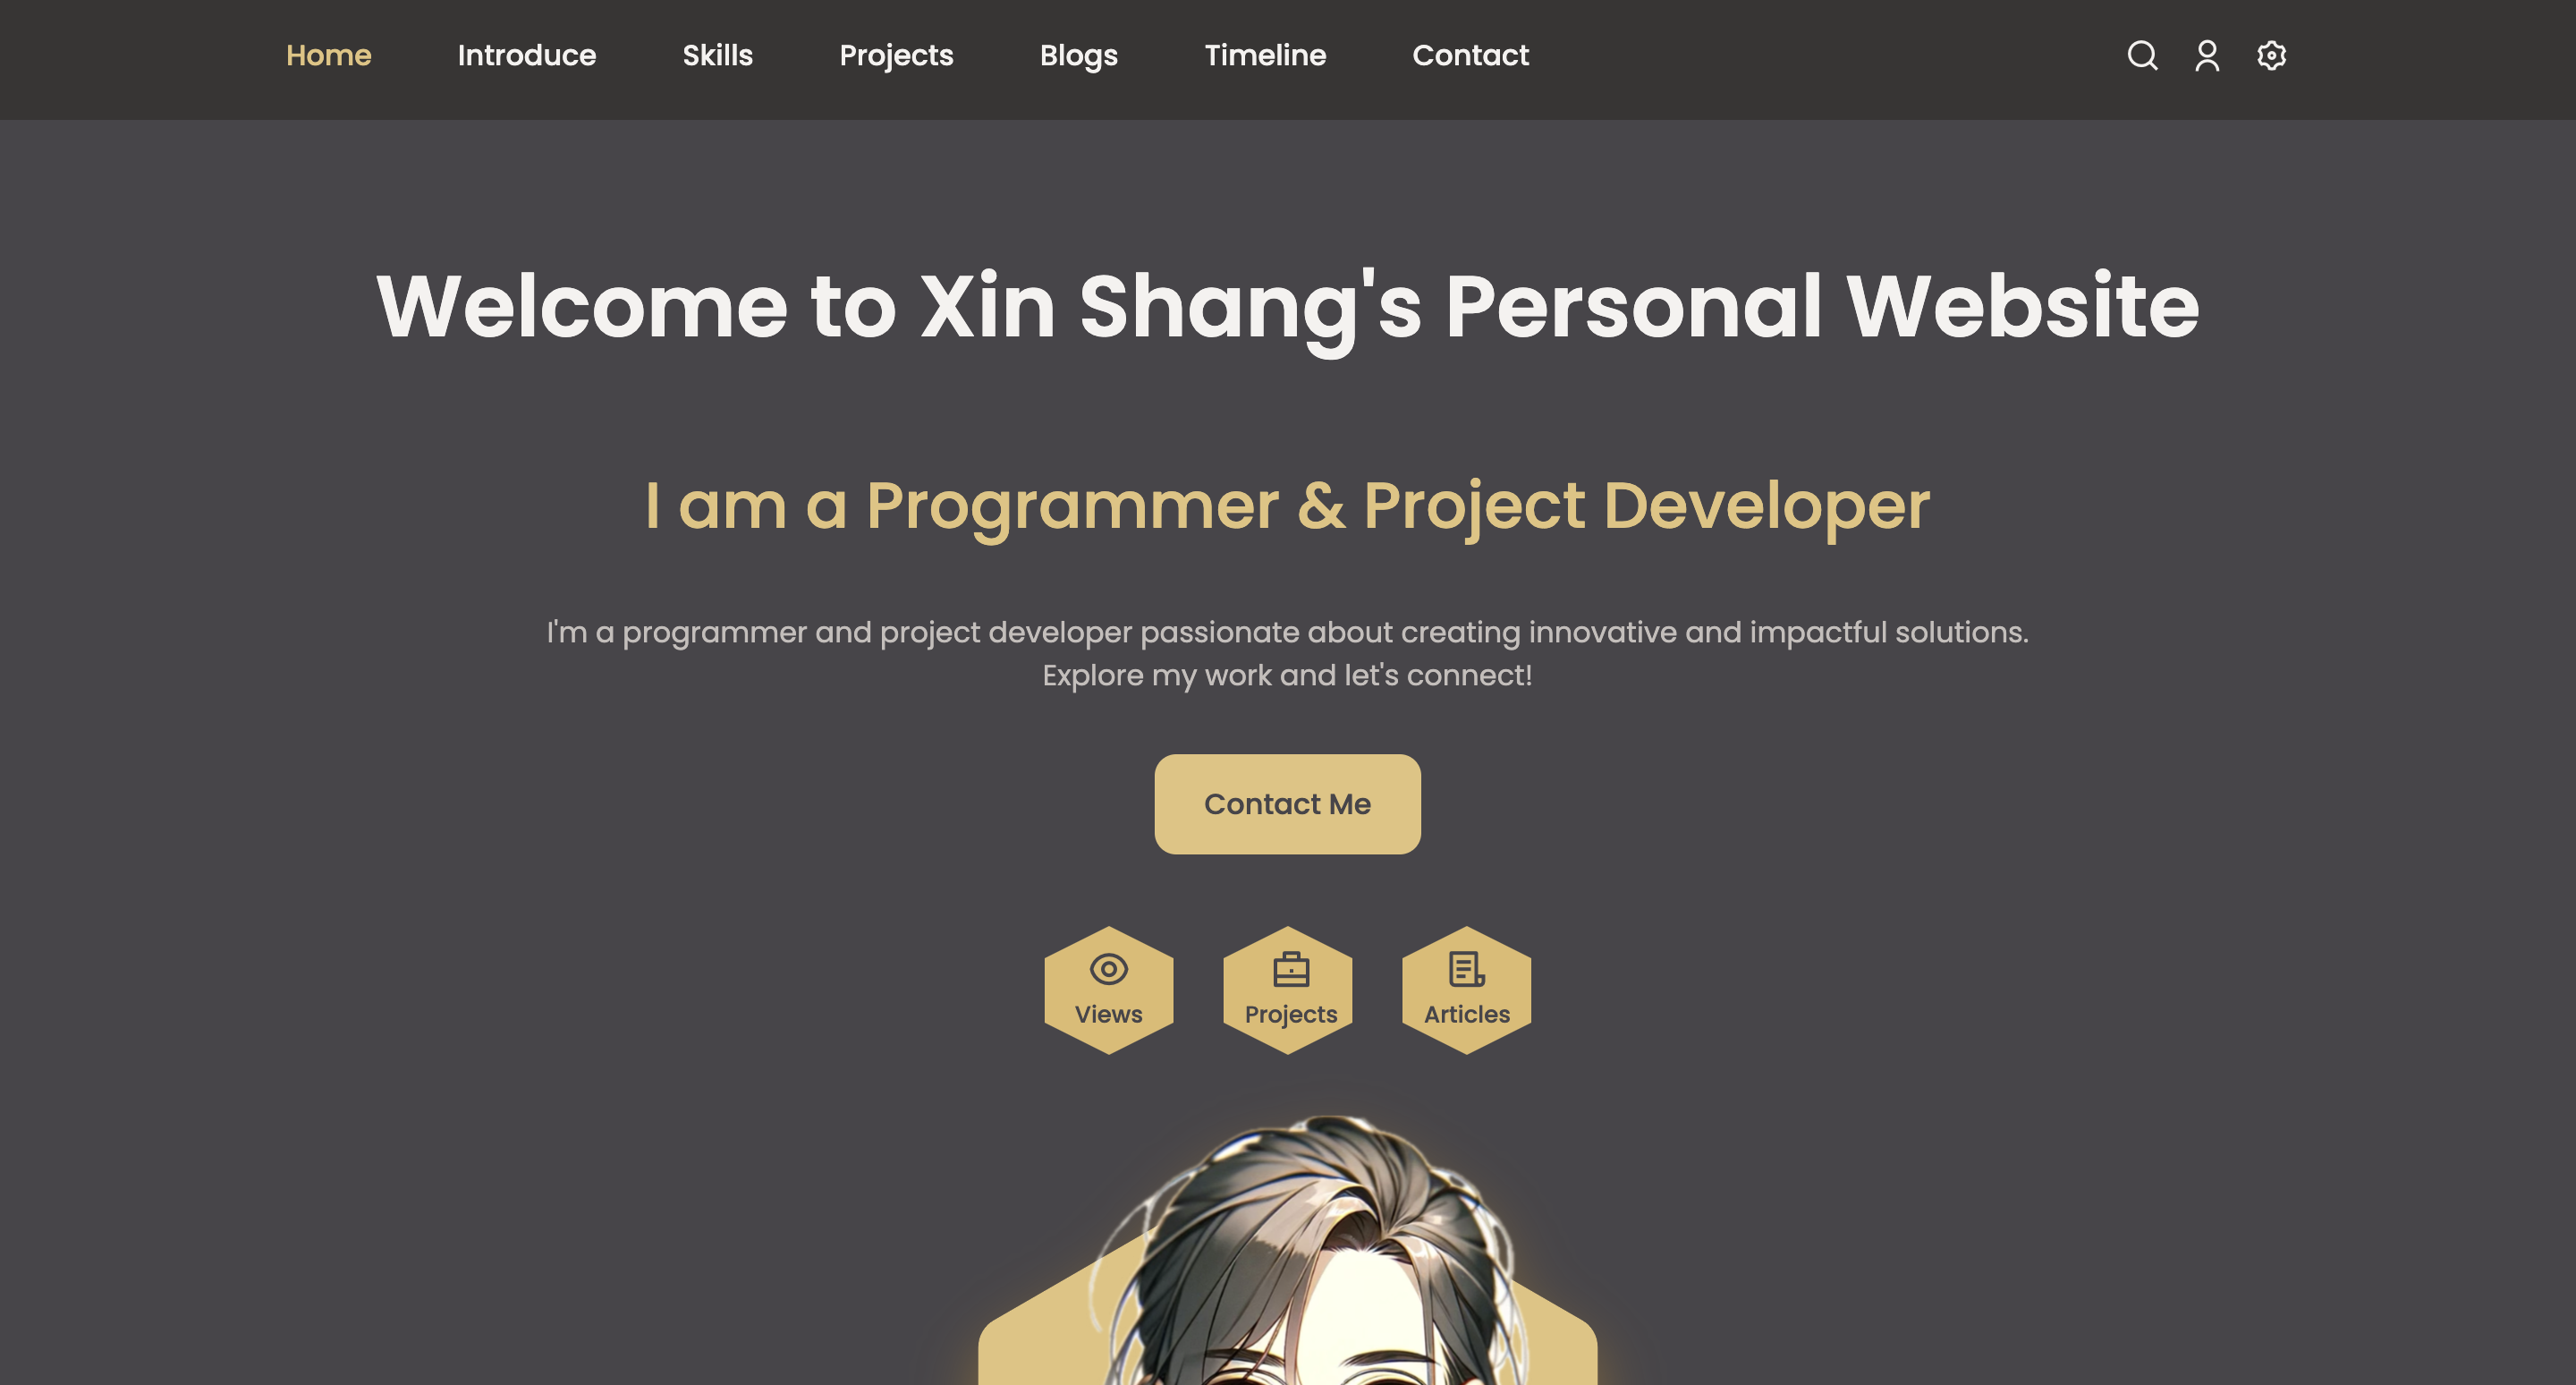 Home Introduce Skills Projects Blogs Timeline Contact
Welcome to Xin Shang's Personal Website
I am a Programmer & Project Developer
I'm a programmer and project developer passionate about creating innovative and impactful solutions.
Explore my work and let's connect!
Contact Me
Views Projects Articles